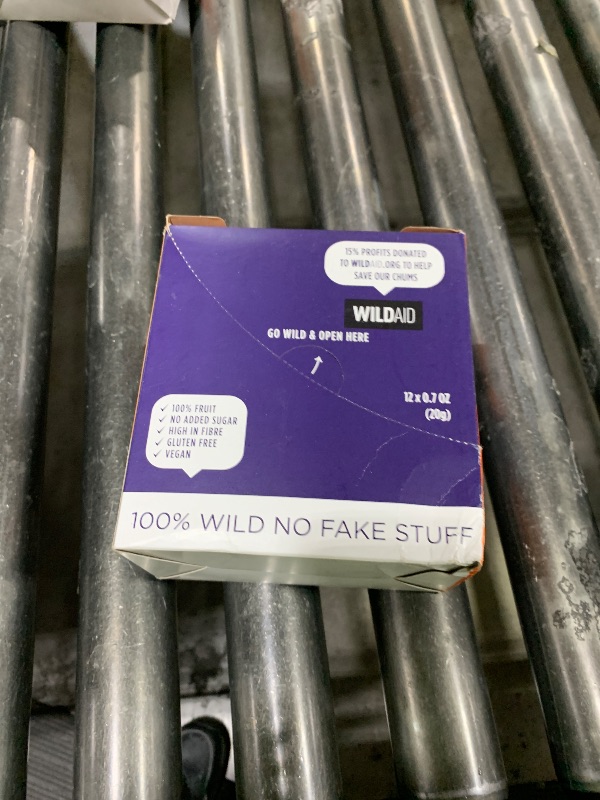 15% PROFITS DONATED
TO WILDAID.ORG TO HELP
SAVE OUR CHUMS
WILDAID
GO WILD & OPEN HERE
12 x 0.7 OZ
(20g)
✓ 100% FRUIT
✓ NO ADDED SUGAR
✓ HIGH IN FIBRE
✓ GLUTEN FREE
✓ VEGAN
100% WILD NO FAKE STUFF